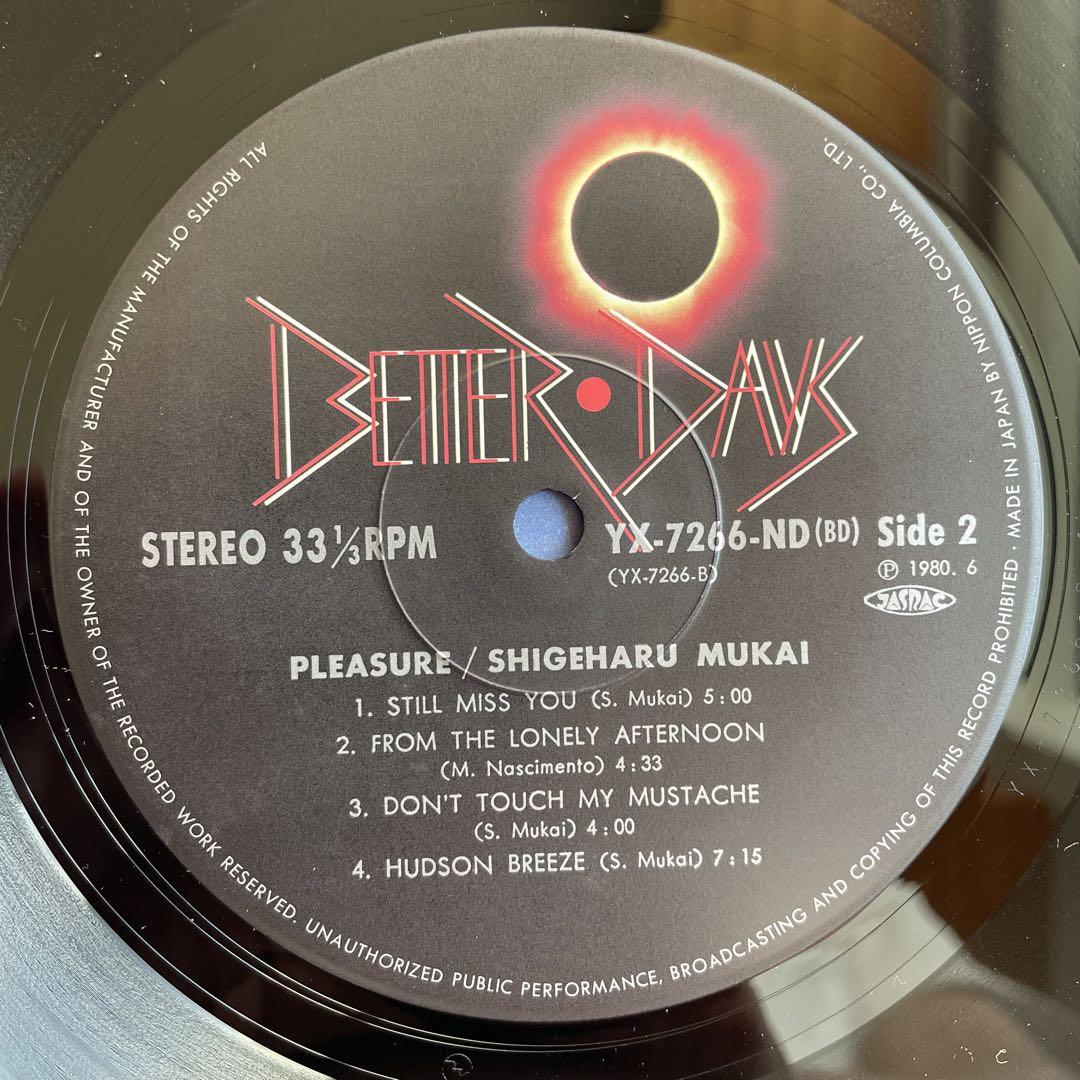 BETTER • DAYS
STEREO 33 1/3 RPM
YX-7266-ND (BD) Side 2
(YX-7266-B)
Ⓟ 1980. 6
JASRAC
PLEASURE / SHIGEHARU MUKAI
1. STILL MISS YOU (S. Mukai) 5:00
2. FROM THE LONELY AFTERNOON
(M. Nascimento) 4:33
3. DON'T TOUCH MY MUSTACHE
(S. Mukai) 4:00
4. HUDSON BREEZE (S. Mukai) 7:15
ALL RIGHTS OF THE MANUFACTURER AND OF THE OWNER OF THE RECORDED WORK RESERVED. UNAUTHORIZED PUBLIC PERFORMANCE, BROADCASTING AND COPYING OF THIS RECORD PROHIBITED • MADE IN JAPAN BY NIPPON COLUMBIA CO., LTD.